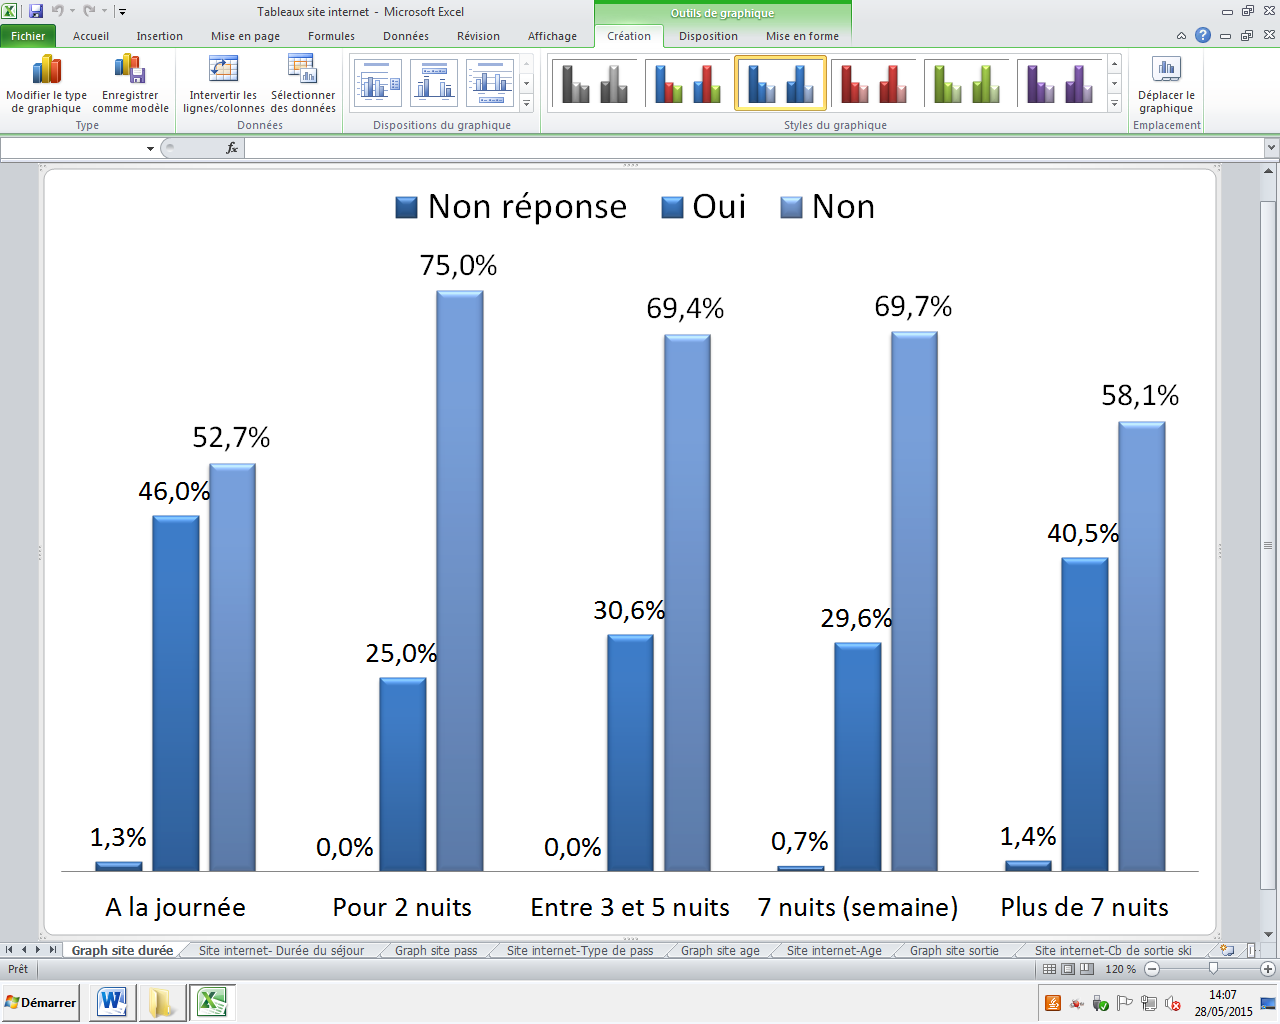 Tableaux site internet - Microsoft Excel
Outils de graphique
Fichier Accueil Insertion Mise en page Formules Données Révision Affichage Création Disposition Mise en forme
Modifier le type de graphique
Enregistrer comme modèle
Intervertir les lignes/colonnes
Sélectionner des données
Déplacer le graphique
Type Données Dispositions du graphique Styles du graphique Emplacement
fx
Non réponse Oui Non
75,0%
69,4% 69,7%
58,1%
52,7%
46,0%
40,5%
30,6% 29,6%
25,0%
1,3% 0,0% 0,0% 0,7% 1,4%
A la journée Pour 2 nuits Entre 3 et 5 nuits 7 nuits (semaine) Plus de 7 nuits
Graph site durée Site internet- Durée du séjour Graph site pass Site internet-Type de pass Graph site age Site internet-Age Graph site sortie Site internet-Cb de sortie ski
Prêt 120 %
Démarrer
14:07
28/05/2015